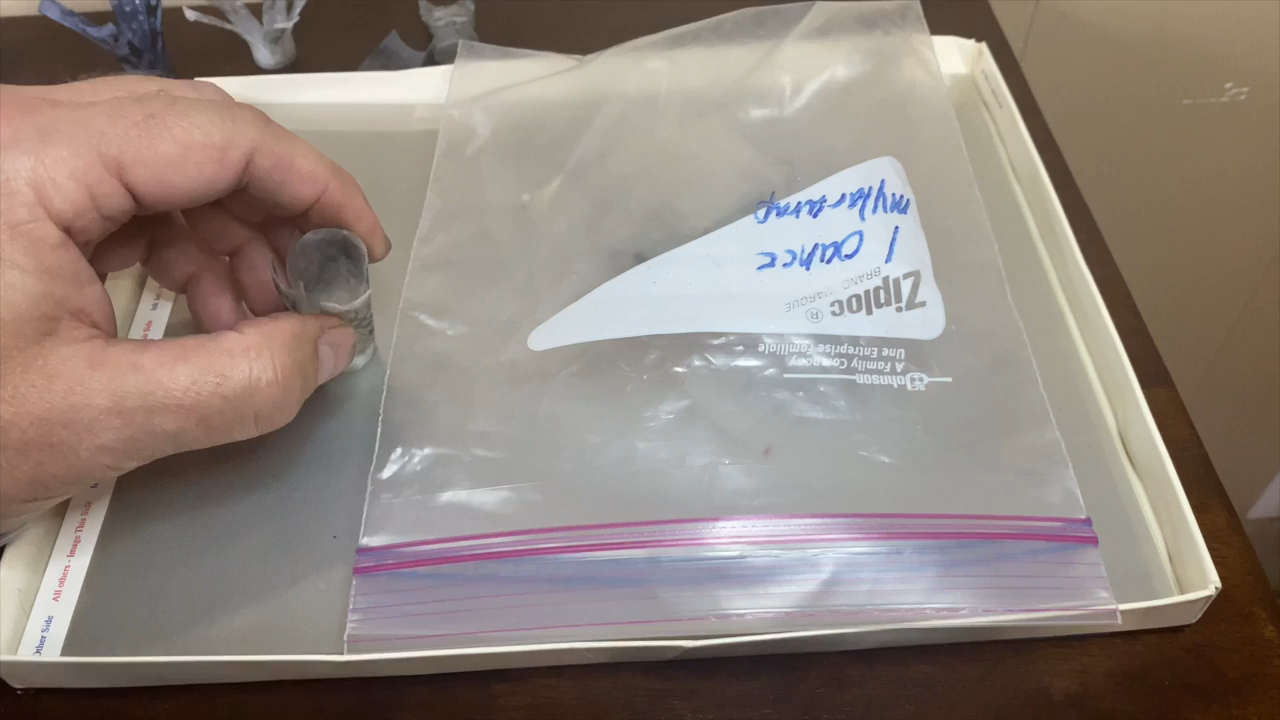 Johnson
A Family Company
Une Entreprise Familiale
Ziploc®
BRAND/MARQUE
1 ounce
mylar-wrap
Other Side
All others - Image This Side